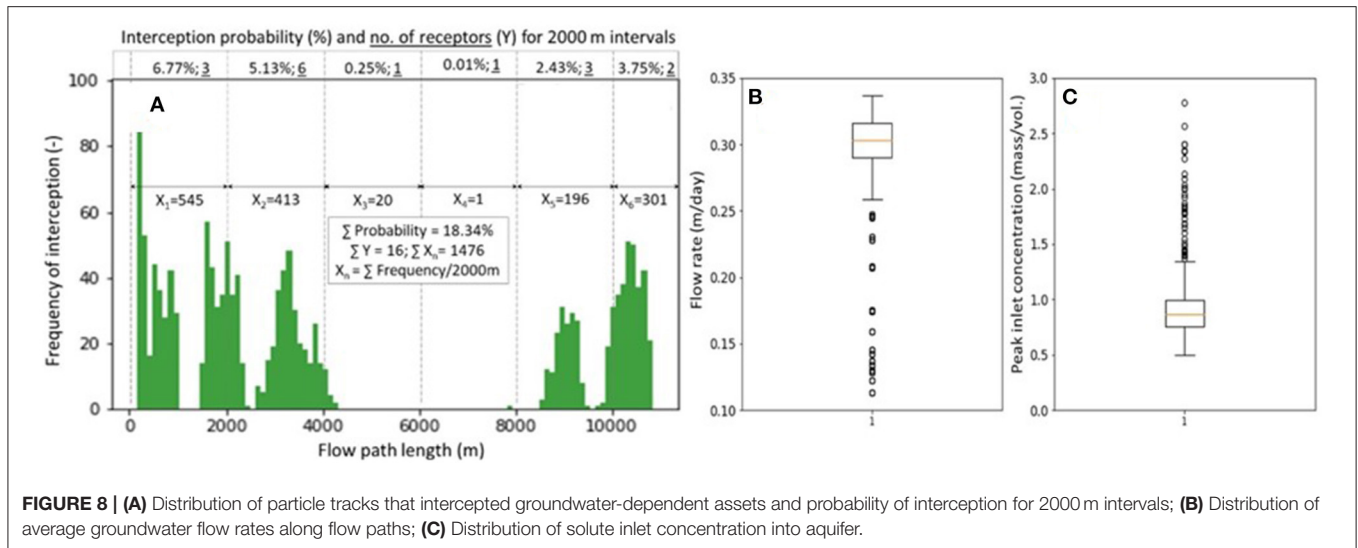 Interception probability (%) and no. of receptors (Y) for 2000 m intervals
6.77%; 3 5.13%; 6 0.25%; 1 0.01%; 1 2.43%; 3 3.75%; 2
A
100
80
60
40
20
0
Frequency of interception (-)
X₁=545 X₂=413 X₃=20 X₄=1 X₅=196 X₆=301
∑ Probability = 18.34%
∑ Y = 16; ∑ Xₙ= 1476
Xₙ = ∑ Frequency/2000m
0 2000 4000 6000 8000 10000
Flow path length (m)
B
0.35
0.30
0.25
0.20
0.15
0.10
Flow rate (m/day)
1
C
3.0
2.5
2.0
1.5
1.0
0.5
0.0
Peak inlet concentration (mass/vol.)
1
FIGURE 8 | (A) Distribution of particle tracks that intercepted groundwater-dependent assets and probability of interception for 2000 m intervals; (B) Distribution of
average groundwater flow rates along flow paths; (C) Distribution of solute inlet concentration into aquifer.